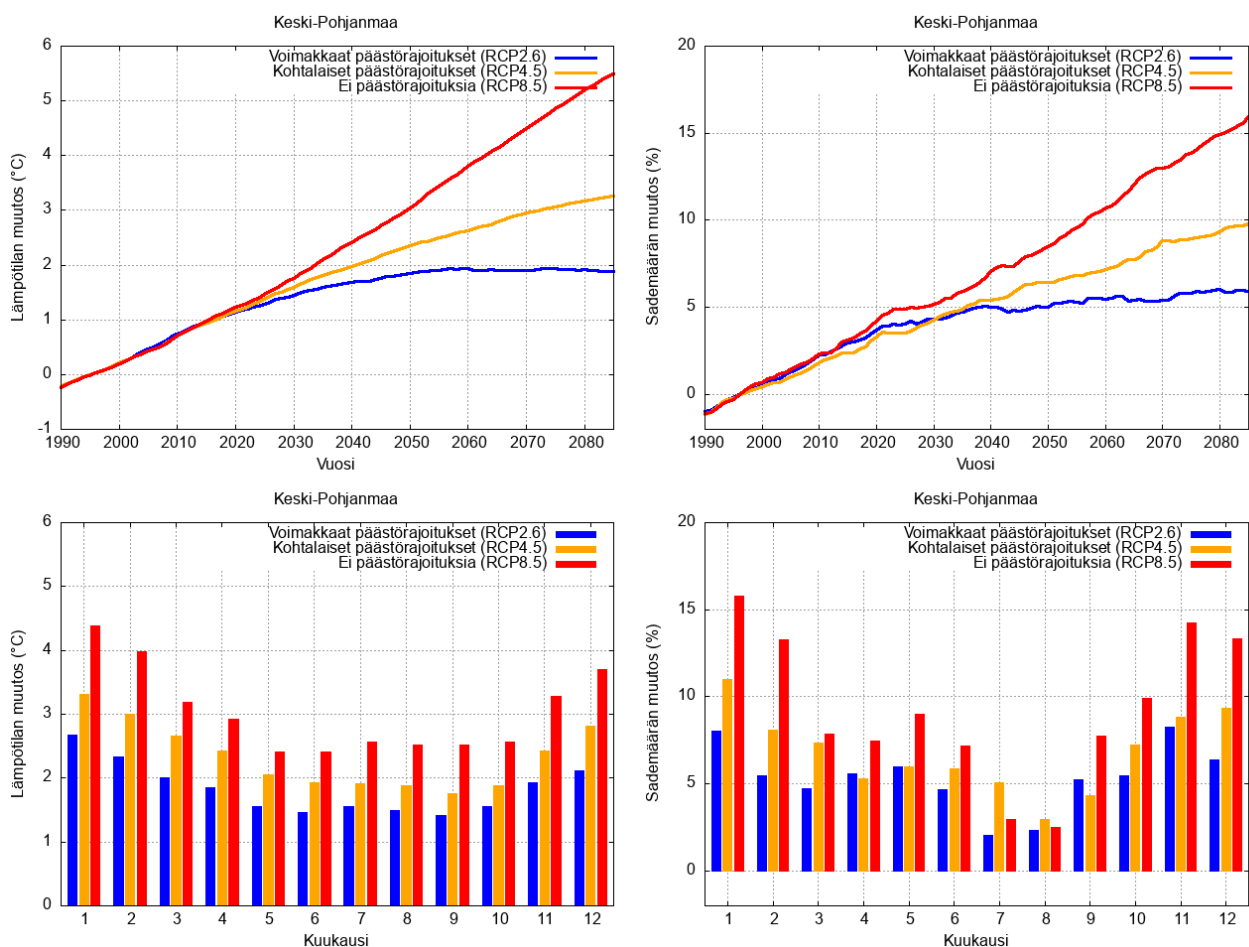 Keski-Pohjanmaa
Voimakkaat päästörajoitukset (RCP2.6)
Kohtalaiset päästörajoitukset (RCP4.5)
Ei päästörajoituksia (RCP8.5)
Lämpötilan muutos (°C)
6
5
4
3
2
1
0
-1
1990 2000 2010 2020 2030 2040 2050 2060 2070 2080
Vuosi
Keski-Pohjanmaa
Voimakkaat päästörajoitukset (RCP2.6)
Kohtalaiset päästörajoitukset (RCP4.5)
Ei päästörajoituksia (RCP8.5)
Sademäärän muutos (%)
20
15
10
5
0
1990 2000 2010 2020 2030 2040 2050 2060 2070 2080
Vuosi
Keski-Pohjanmaa
Voimakkaat päästörajoitukset (RCP2.6)
Kohtalaiset päästörajoitukset (RCP4.5)
Ei päästörajoituksia (RCP8.5)
Lämpötilan muutos (°C)
6
5
4
3
2
1
0
1 2 3 4 5 6 7 8 9 10 11 12
Kuukausi
Keski-Pohjanmaa
Voimakkaat päästörajoitukset (RCP2.6)
Kohtalaiset päästörajoitukset (RCP4.5)
Ei päästörajoituksia (RCP8.5)
Sademäärän muutos (%)
20
15
10
5
0
1 2 3 4 5 6 7 8 9 10 11 12
Kuukausi